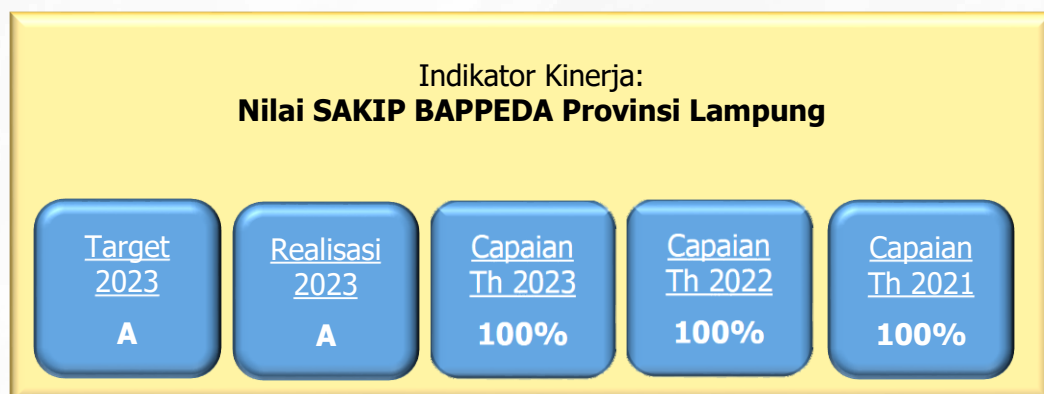 Indikator Kinerja:
Nilai SAKIP BAPPEDA Provinsi Lampung
Target
2023
A
Realisasi
2023
A
Capaian
Th 2023
100%
Capaian
Th 2022
100%
Capaian
Th 2021
100%